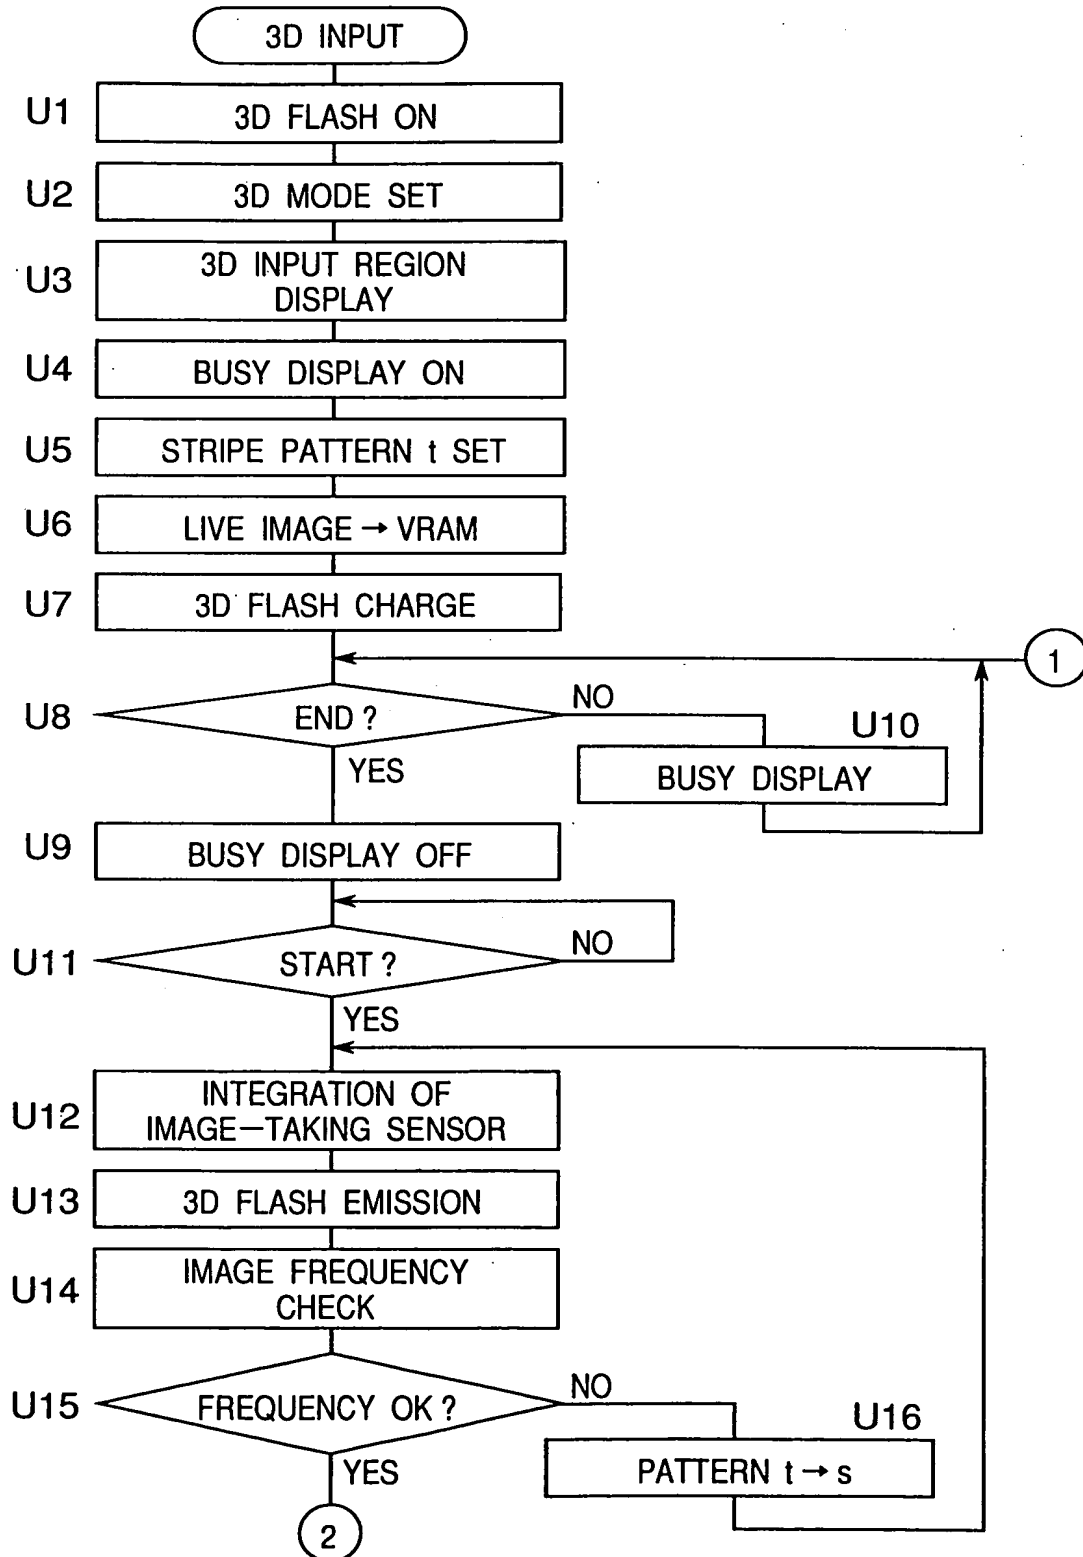 3D INPUT
U1
3D FLASH ON
U2
3D MODE SET
U3
3D INPUT REGION
DISPLAY
U4
BUSY DISPLAY ON
U5
STRIPE PATTERN t SET
U6
LIVE IMAGE → VRAM
U7
3D FLASH CHARGE
1
U8
END ?
NO
YES
U10
BUSY DISPLAY
U9
BUSY DISPLAY OFF
U11
START ?
NO
YES
U12
INTEGRATION OF
IMAGE-TAKING SENSOR
U13
3D FLASH EMISSION
U14
IMAGE FREQUENCY
CHECK
U15
FREQUENCY OK ?
NO
YES
U16
PATTERN t → s
2